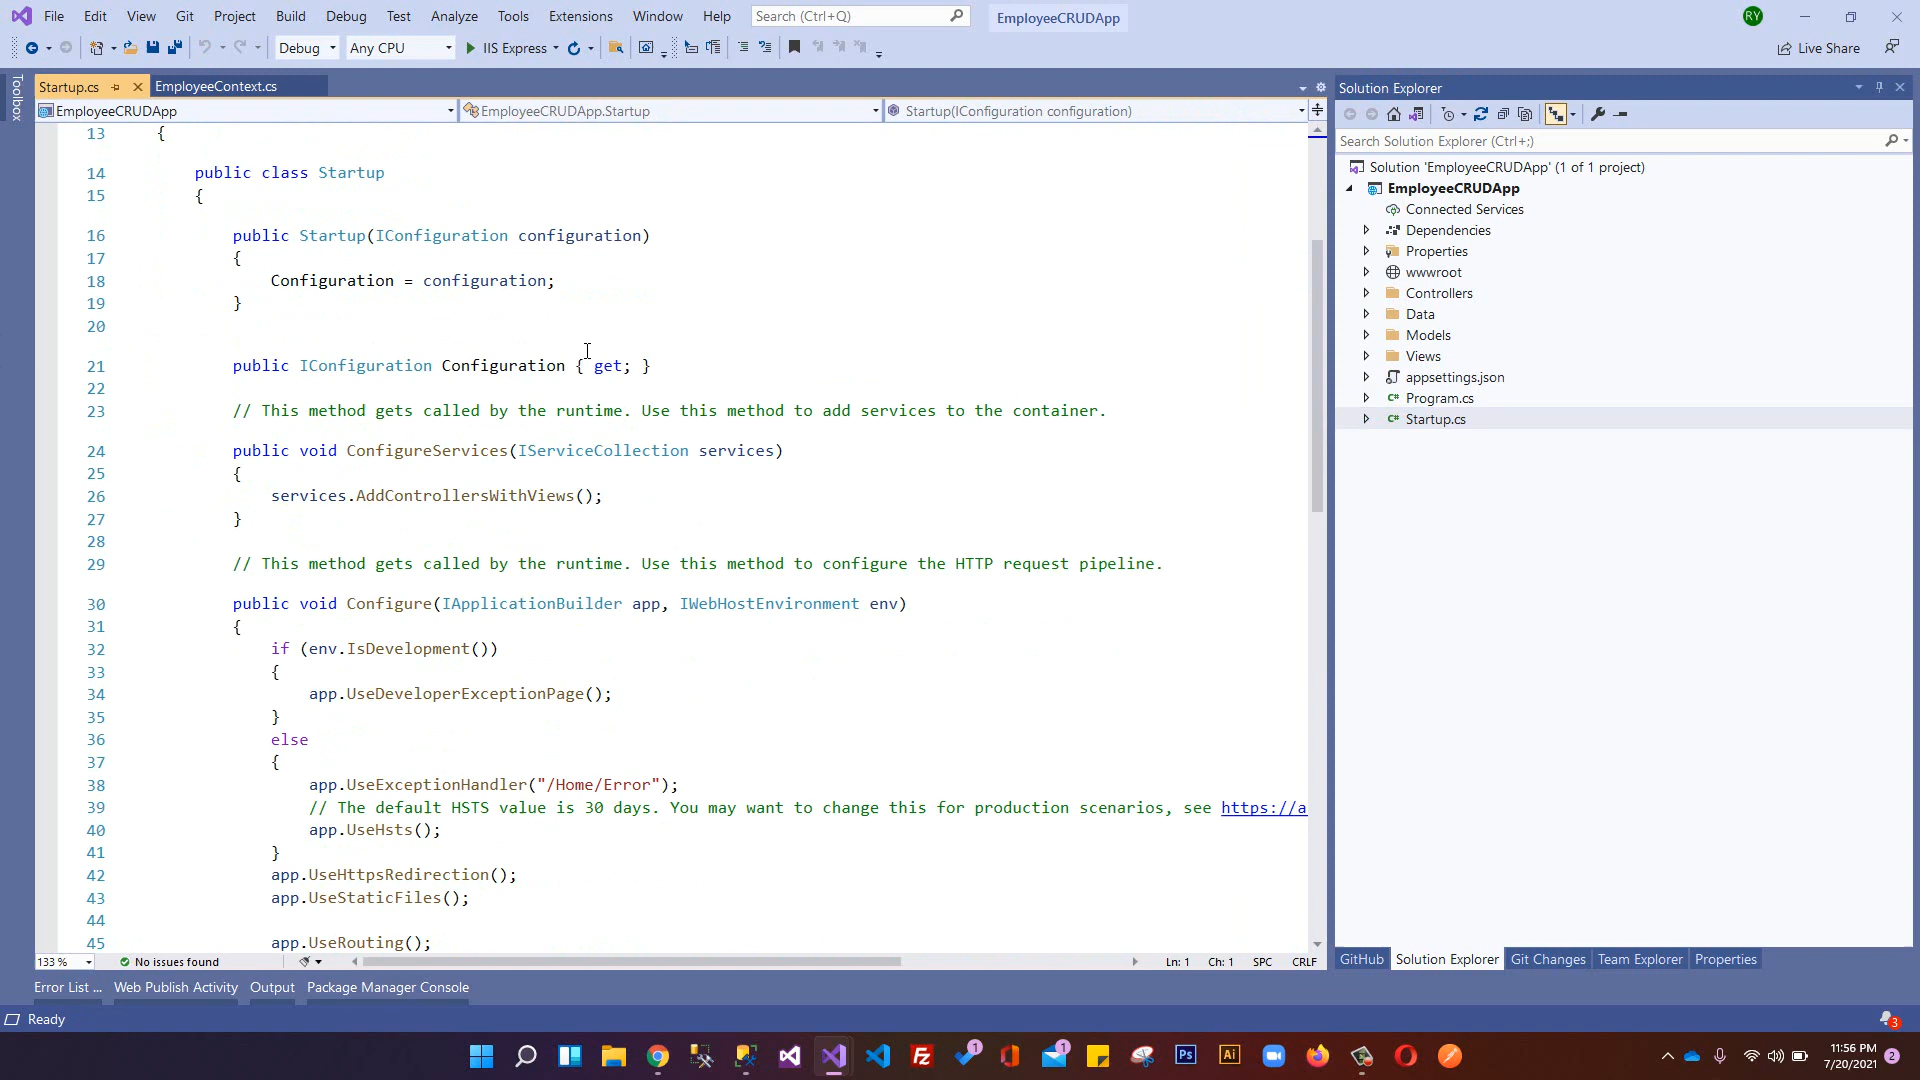 File Edit View Git Project Build Debug Test Analyze Tools Extensions Window Help Search (Ctrl+Q) EmployeeCRUDApp RY
Debug Any CPU IIS Express Live Share
Toolbox
Startup.cs EmployeeContext.cs
EmployeeCRUDApp EmployeeCRUDApp.Startup Startup(IConfiguration configuration)
13 {
14 public class Startup
15 {
16 public Startup(IConfiguration configuration)
17 {
18 Configuration = configuration;
19 }
20
21 public IConfiguration Configuration { get; }
22
23 // This method gets called by the runtime. Use this method to add services to the container.
24 public void ConfigureServices(IServiceCollection services)
25 {
26 services.AddControllersWithViews();
27 }
28
29 // This method gets called by the runtime. Use this method to configure the HTTP request pipeline.
30 public void Configure(IApplicationBuilder app, IWebHostEnvironment env)
31 {
32 if (env.IsDevelopment())
33 {
34 app.UseDeveloperExceptionPage();
35 }
36 else
37 {
38 app.UseExceptionHandler("/Home/Error");
39 // The default HSTS value is 30 days. You may want to change this for production scenarios, see https://a
40 app.UseHsts();
41 }
42 app.UseHttpsRedirection();
43 app.UseStaticFiles();
44
45 app.UseRouting();
133 % No issues found Ln: 1 Ch: 1 SPC CRLF
Solution Explorer
Search Solution Explorer (Ctrl+;)
Solution 'EmployeeCRUDApp' (1 of 1 project)
EmployeeCRUDApp
Connected Services
Dependencies
Properties
wwwroot
Controllers
Data
Models
Views
appsettings.json
Program.cs
Startup.cs
GitHub Solution Explorer Git Changes Team Explorer Properties
Error List ... Web Publish Activity Output Package Manager Console
Ready 3
1 1 Ps Ai 11:56 PM
7/20/2021 2